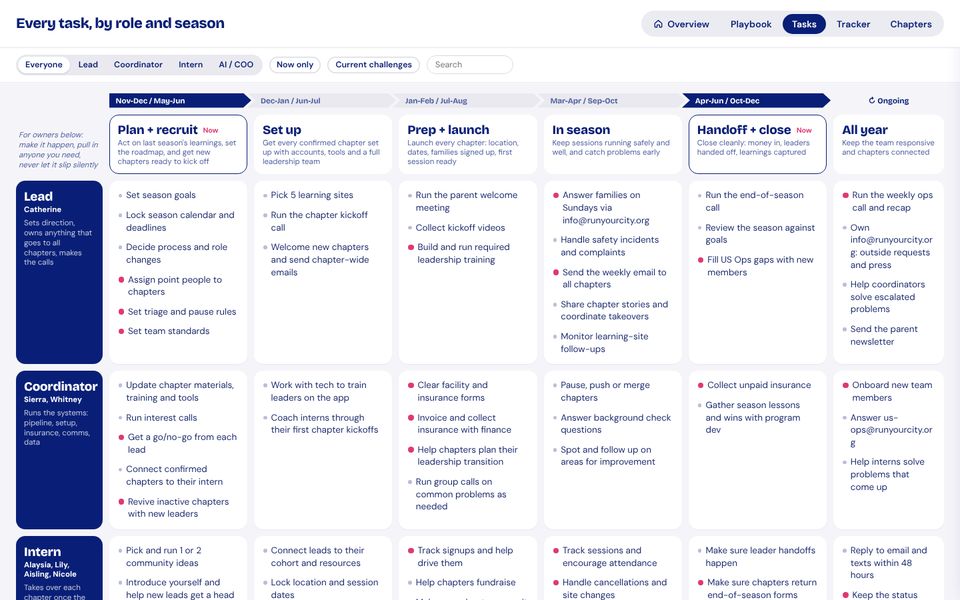 Every task, by role and season
Overview
Playbook
Tasks
Tracker
Chapters
Everyone
Lead
Coordinator
Intern
AI / COO
Now only
Current challenges
Search
Nov-Dec / May-Jun
Dec-Jan / Jun-Jul
Jan-Feb / Jul-Aug
Mar-Apr / Sep-Oct
Apr-Jun / Oct-Dec
Ongoing
For owners below:
make it happen, pull in
anyone you need,
never let it slip silently
Plan + recruit Now
Act on last season's learnings, set
the roadmap, and get new
chapters ready to kick off
Set up
Get every confirmed chapter set
up with accounts, tools and a full
leadership team
Prep + launch
Launch every chapter: location,
dates, families signed up, first
session ready
In season
Keep sessions running safely and
well, and catch problems early
Handoff + close Now
Close cleanly: money in, leaders
handed off, learnings captured
All year
Keep the team responsive
and chapters connected
Lead
Catherine
Sets direction,
owns anything that
goes to all
chapters, makes
the calls
Set season goals
Lock season calendar and
deadlines
Decide process and role
changes
Assign point people to
chapters
Set triage and pause rules
Set team standards
Pick 5 learning sites
Run the chapter kickoff
call
Welcome new chapters
and send chapter-wide
emails
Run the parent welcome
meeting
Collect kickoff videos
Build and run required
leadership training
Answer families on
Sundays via
info@runyourcity.org
Handle safety incidents
and complaints
Send the weekly email to
all chapters
Share chapter stories and
coordinate takeovers
Monitor learning-site
follow-ups
Run the end-of-season
call
Review the season against
goals
Fill US Ops gaps with new
members
Run the weekly ops
call and recap
Own
info@runyourcity.or
g: outside requests
and press
Help coordinators
solve escalated
problems
Send the parent
newsletter
Coordinator
Sierra, Whitney
Runs the systems:
pipeline, setup,
insurance, comms,
data
Update chapter materials,
training and tools
Run interest calls
Get a go/no-go from each
lead
Connect confirmed
chapters to their intern
Revive inactive chapters
with new leaders
Work with tech to train
leaders on the app
Coach interns through
their first chapter kickoffs
Clear facility and
insurance forms
Invoice and collect
insurance with finance
Help chapters plan their
leadership transition
Run group calls on
common problems as
needed
Pause, push or merge
chapters
Answer background check
questions
Spot and follow up on
areas for improvement
Collect unpaid insurance
Gather season lessons
and wins with program
dev
Onboard new team
members
Answer us-
ops@runyourcity.or
g
Help interns solve
problems that
come up
Intern
Alaysia, Lily,
Aisling, Nicole
Takes over each
chapter once the
Pick and run 1 or 2
community ideas
Introduce yourself and
help new leads get a head
Connect leads to their
cohort and resources
Lock location and session
dates
Track signups and help
drive them
Help chapters fundraise
Track sessions and
encourage attendance
Handle cancellations and
site changes
Make sure leader handoffs
happen
Make sure chapters return
end-of-season forms
Reply to email and
texts within 48
hours
Keep the status